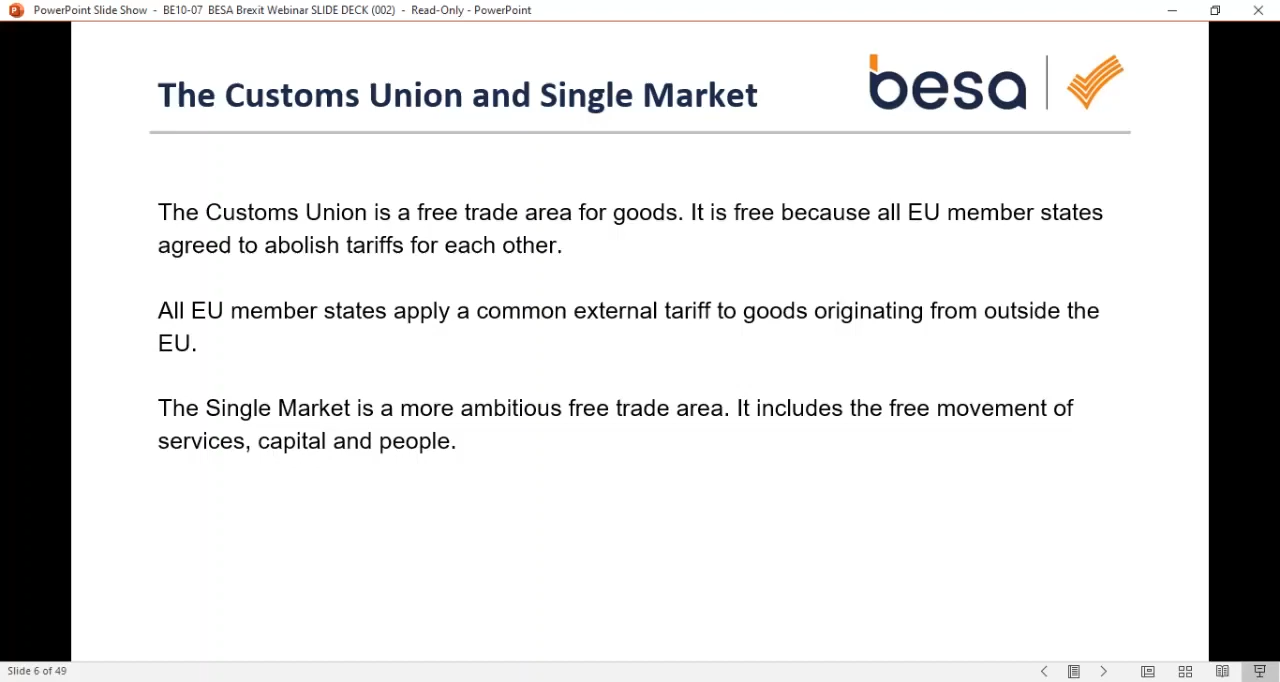 PowerPoint Slide Show - BE10-07 BESA Brexit Webinar SLIDE DECK (002) - Read-Only - PowerPoint
The Customs Union and Single Market
besa
The Customs Union is a free trade area for goods. It is free because all EU member states
agreed to abolish tariffs for each other.
All EU member states apply a common external tariff to goods originating from outside the
EU.
The Single Market is a more ambitious free trade area. It includes the free movement of
services, capital and people.
Slide 6 of 49